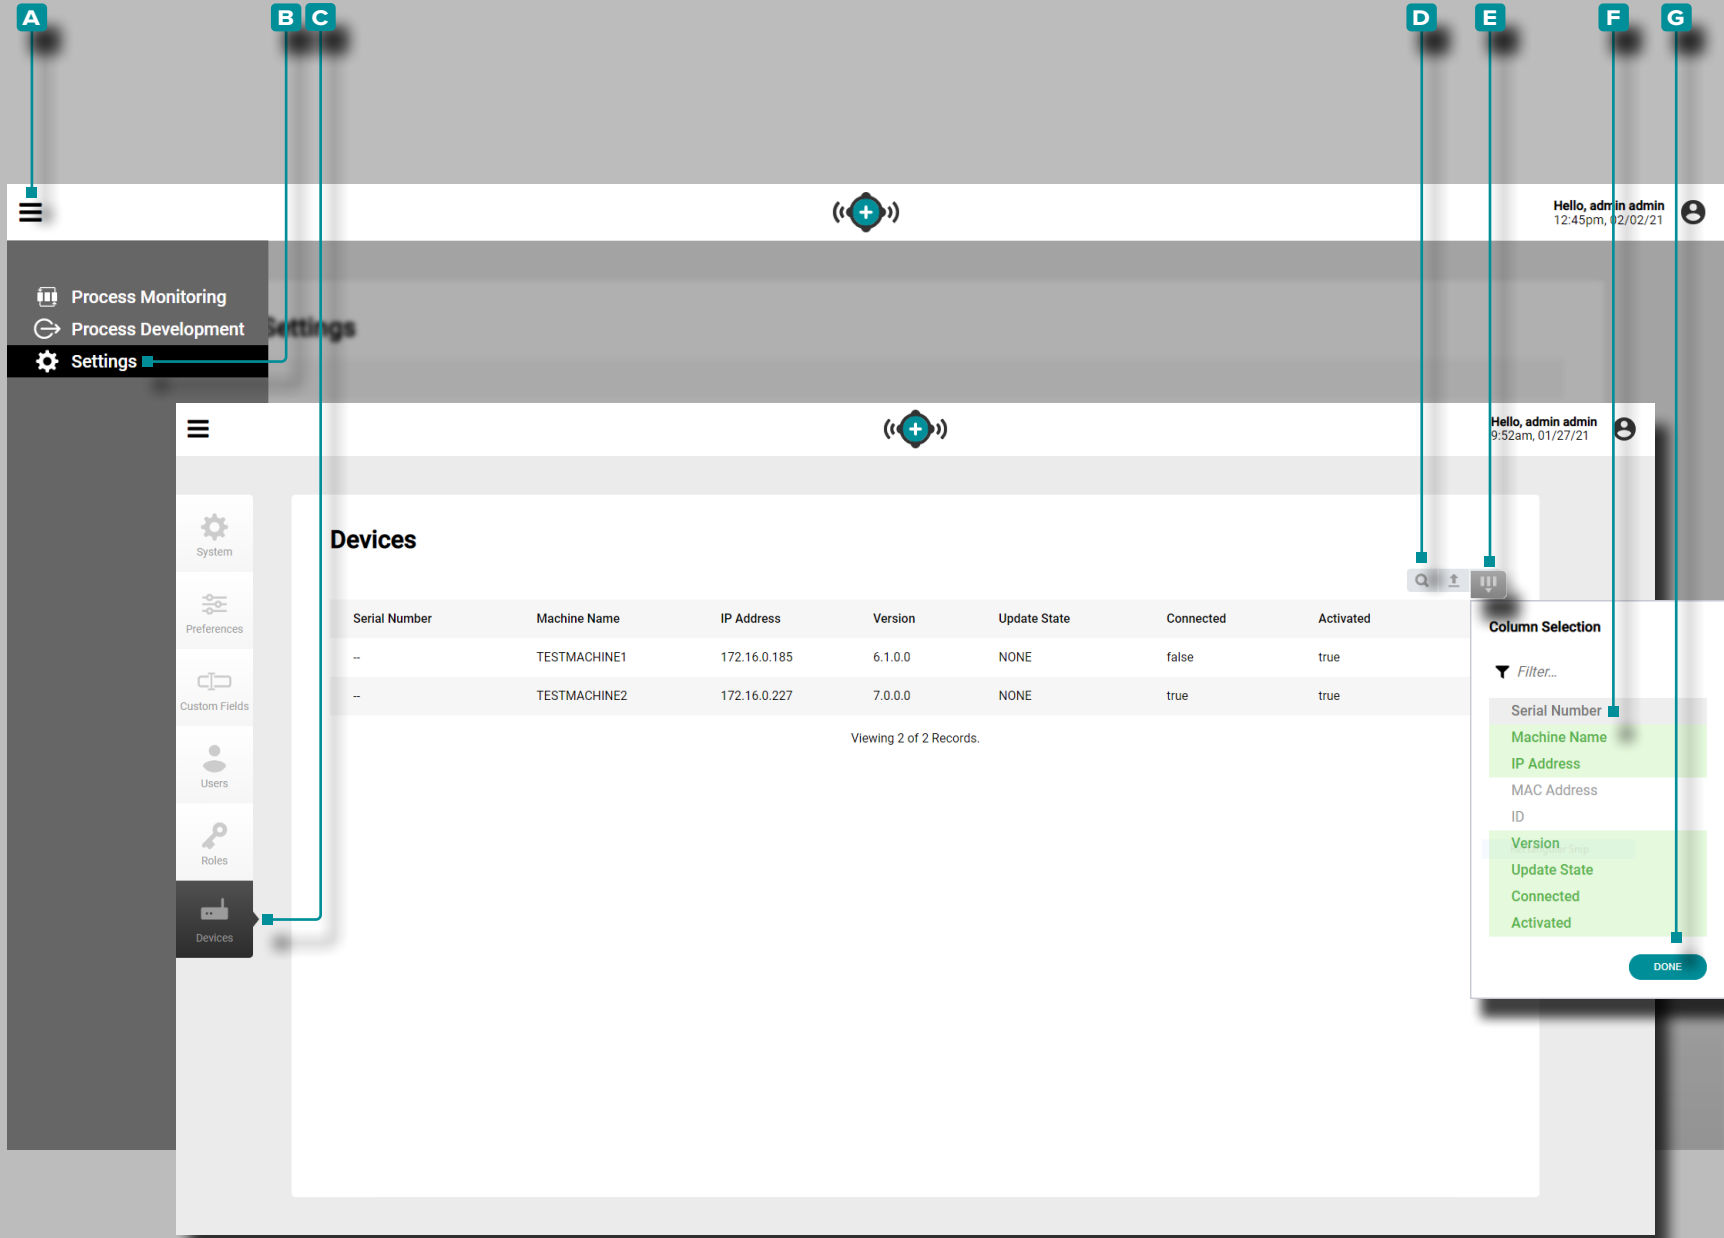 A B C D E F G
Hello, admin admin
12:45pm, 02/02/21
Process Monitoring
Process Development
Settings
Settings
Hello, admin admin
9:52am, 01/27/21
System
Preferences
Custom Fields
Users
Roles
Devices
Devices
Serial Number Machine Name IP Address Version Update State Connected Activated
-- TESTMACHINE1 172.16.0.185 6.1.0.0 NONE false true
-- TESTMACHINE2 172.16.0.227 7.0.0.0 NONE true true
Viewing 2 of 2 Records.
Column Selection
Filter...
Serial Number
Machine Name
IP Address
MAC Address
ID
Version
Update State
Connected
Activated
DONE